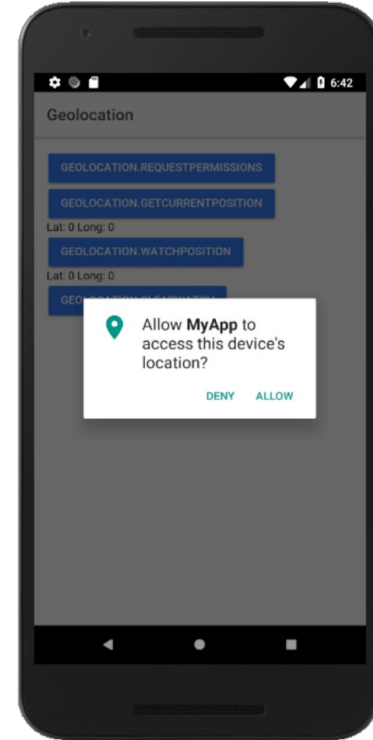 6:42
Geolocation
GEOLOCATION.REQUESTPERMISSIONS
GEOLOCATION.GETCURRENTPOSITION
Lat: 0 Long: 0
GEOLOCATION.WATCHPOSITION
Lat: 0 Long: 0
Allow MyApp to
access this device's
location?
DENY ALLOW